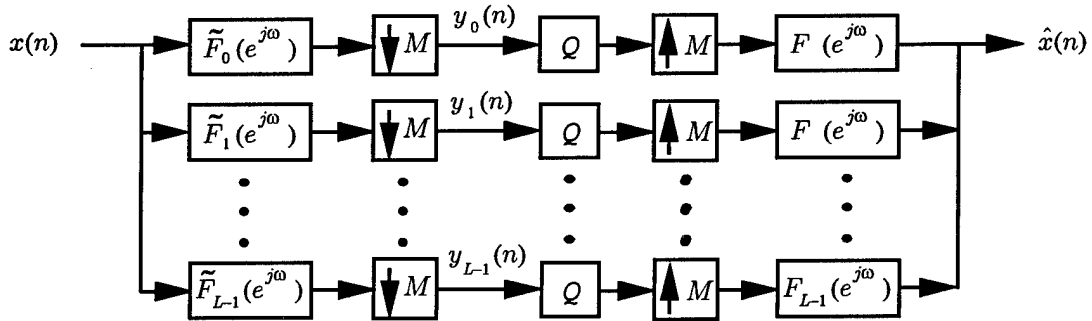 x(n) F̃₀(e^{jω}) M y₀(n) Q M F (e^{jω}) x̂(n)
F̃₁(e^{jω}) M y₁(n) Q M F (e^{jω})
F̃_{L-1}(e^{jω}) M y_{L-1}(n) Q M F_{L-1}(e^{jω})